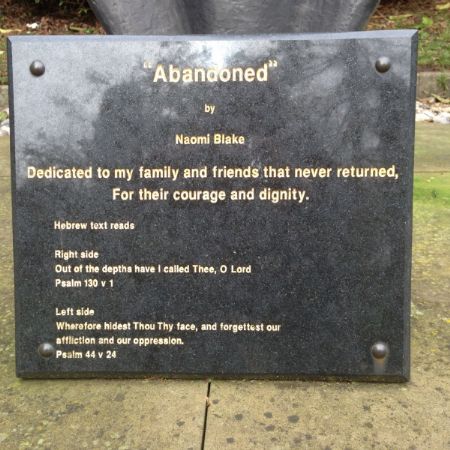 "Abandoned"
by
Naomi Blake
Dedicated to my family and friends that never returned,
For their courage and dignity.
Hebrew text reads
Right side
Out of the depths have I called Thee, O Lord
Psalm 130 v 1
Left side
Wherefore hidest Thou Thy face, and forgettest our
affliction and our oppression.
Psalm 44 v 24